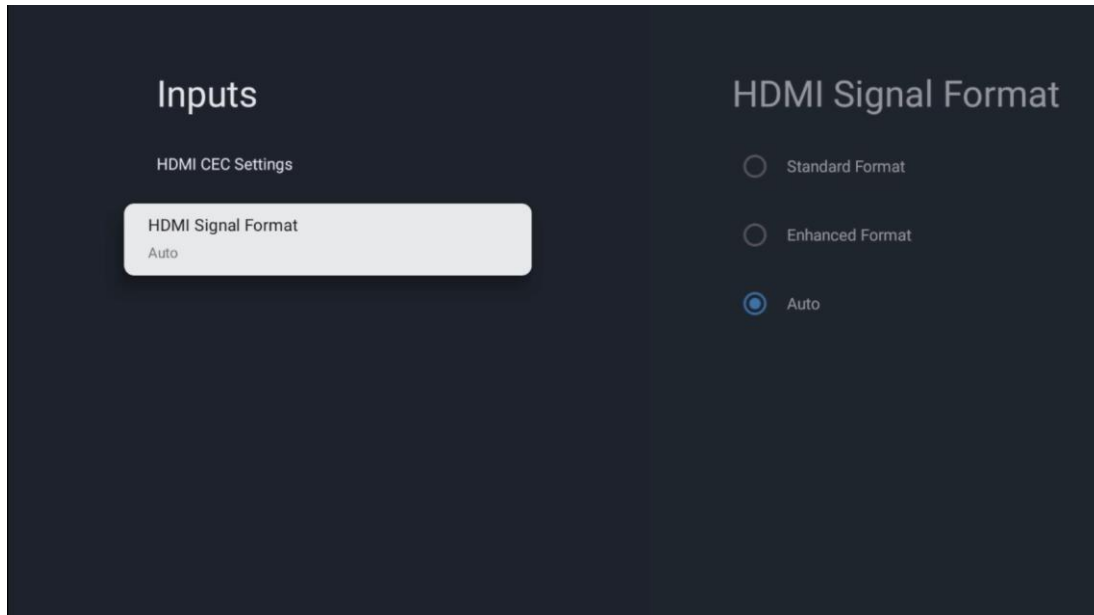 Inputs
HDMI CEC Settings
HDMI Signal Format
Auto
HDMI Signal Format
Standard Format
Enhanced Format
Auto